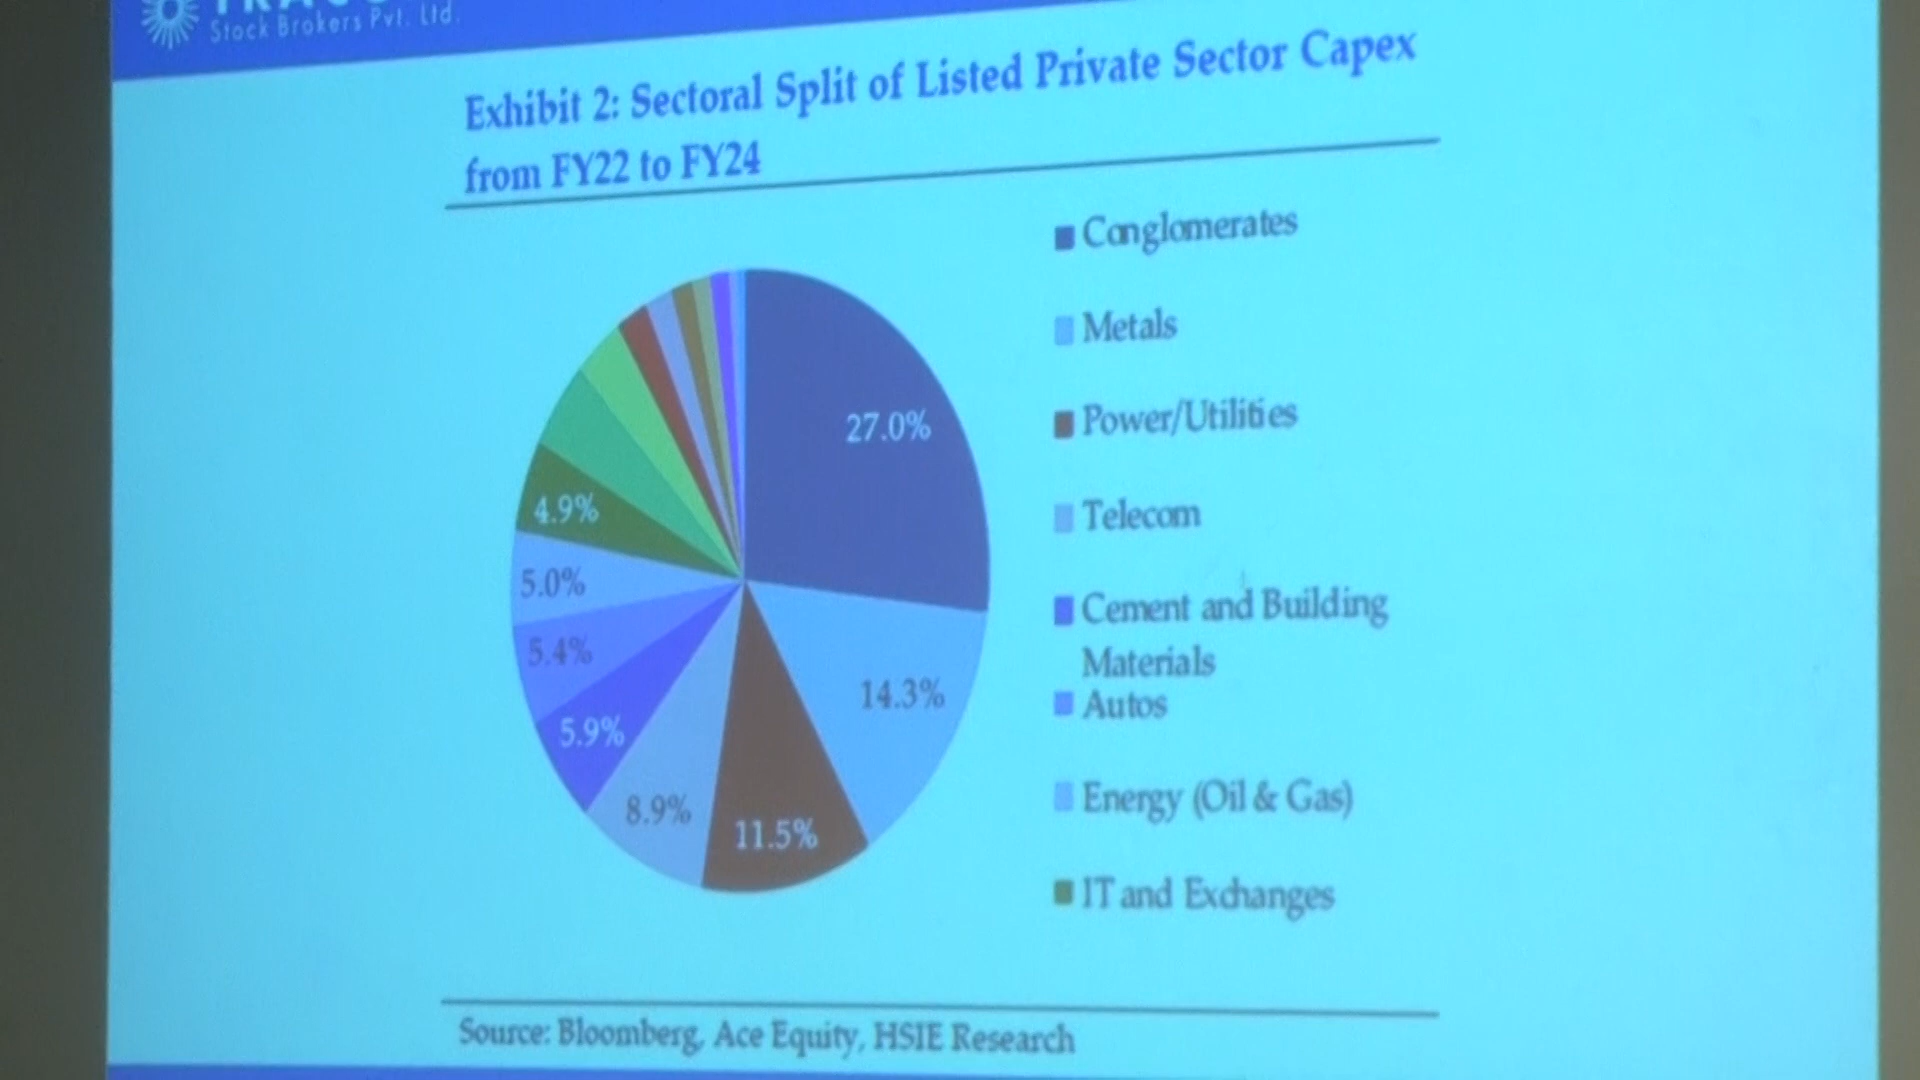 Stock Brokers Pvt. Ltd.
Exhibit 2: Sectoral Split of Listed Private Sector Capex
from FY22 to FY24
Conglomerates
Metals
Power/Utilities
Telecom
Cement and Building
Materials
Autos
Energy (Oil & Gas)
IT and Exchanges
27.0%
14.3%
11.5%
8.9%
5.9%
5.4%
5.0%
4.9%
Source: Bloomberg, Ace Equity, HSIE Research